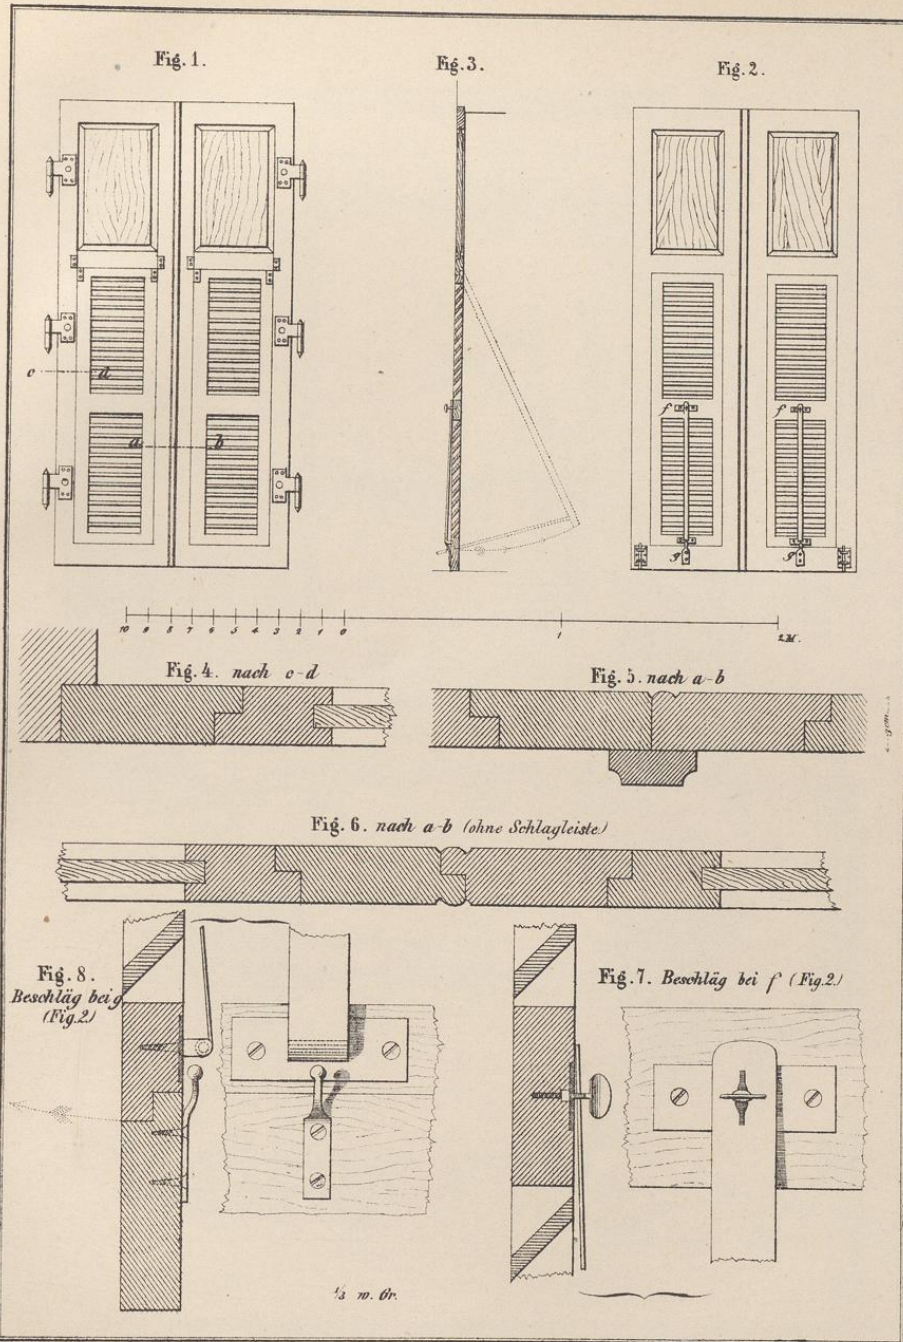 Fig. 1.
Fig. 3.
Fig. 2.
c d
a b
f f
g g
10 9 8 7 6 5 4 3 2 1 0 1 2 M.
Fig. 4. nach c-d
Fig. 5. nach a-b
Fig. 6. nach a-b (ohne Schlagleiste)
Fig. 8.
Beschläg bei g
(Fig. 2)
Fig. 7. Beschläg bei f (Fig. 2)
⅓ w. Gr.